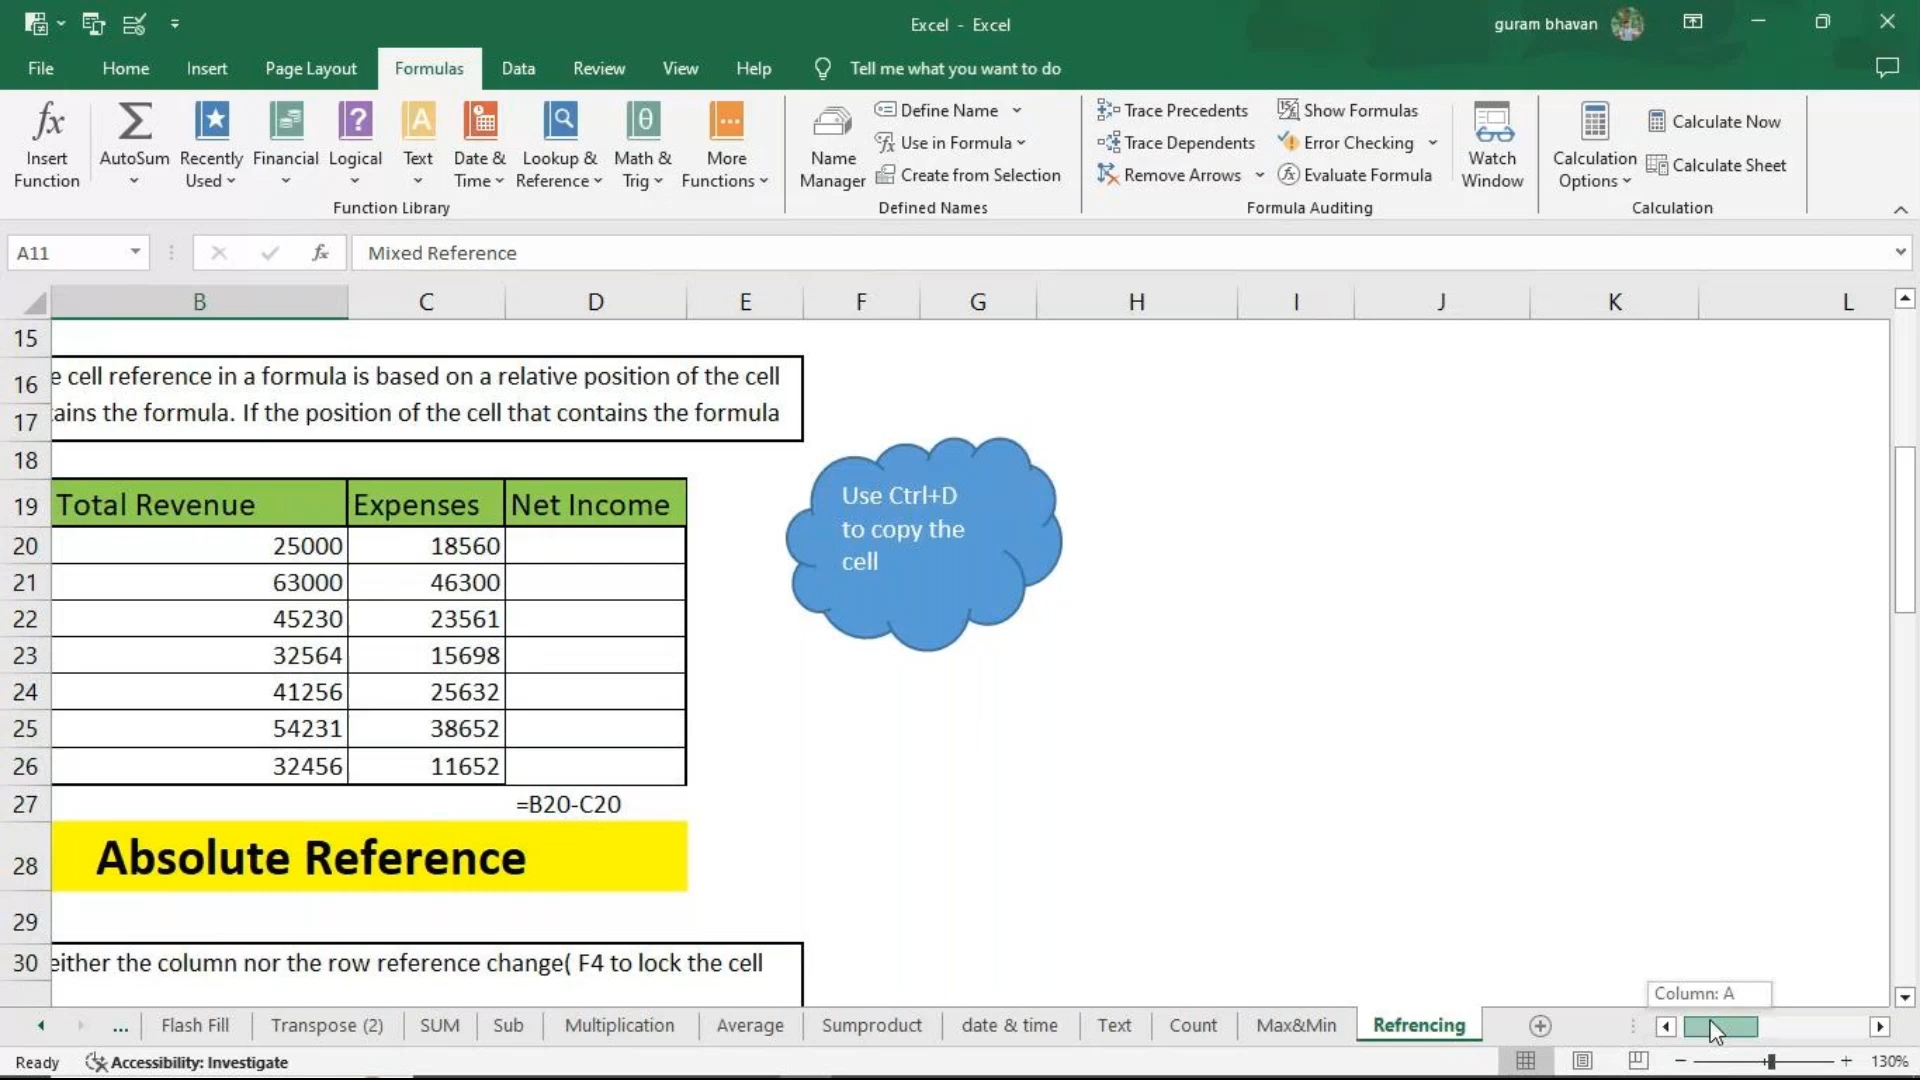 Excel - Excel
guram bhavan
File Home Insert Page Layout Formulas Data Review View Help Tell me what you want to do
fx Insert Function
AutoSum
Recently Used
Financial
Logical
Text
Date & Time
Lookup & Reference
Math & Trig
More Functions
Function Library
Name Manager
Define Name
Use in Formula
Create from Selection
Defined Names
Trace Precedents
Trace Dependents
Remove Arrows
Show Formulas
Error Checking
Evaluate Formula
Formula Auditing
Watch Window
Calculation Options
Calculate Now
Calculate Sheet
Calculation
A11 fx Mixed Reference
B C D E F G H I J K L
15
16 e cell reference in a formula is based on a relative position of the cell
17 ains the formula. If the position of the cell that contains the formula
18
19 Total Revenue Expenses Net Income
20 25000 18560
21 63000 46300
22 45230 23561
23 32564 15698
24 41256 25632
25 54231 38652
26 32456 11652
27 =B20-C20
Use Ctrl+D
to copy the
cell
28 Absolute Reference
29
30 either the column nor the row reference change( F4 to lock the cell
Column: A
... Flash Fill Transpose (2) SUM Sub Multiplication Average Sumproduct date & time Text Count Max&Min Refrencing
Ready Accessibility: Investigate 130%